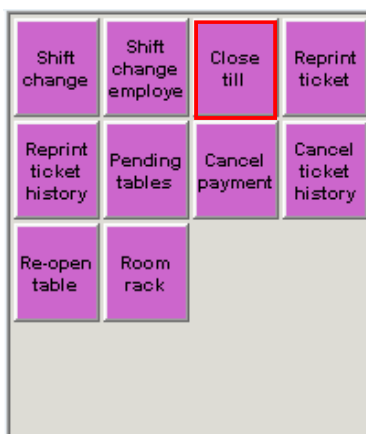 Shift
change
Shift
change
employe
Close
till
Reprint
ticket
Reprint
ticket
history
Pending
tables
Cancel
payment
Cancel
ticket
history
Re-open
table
Room
rack